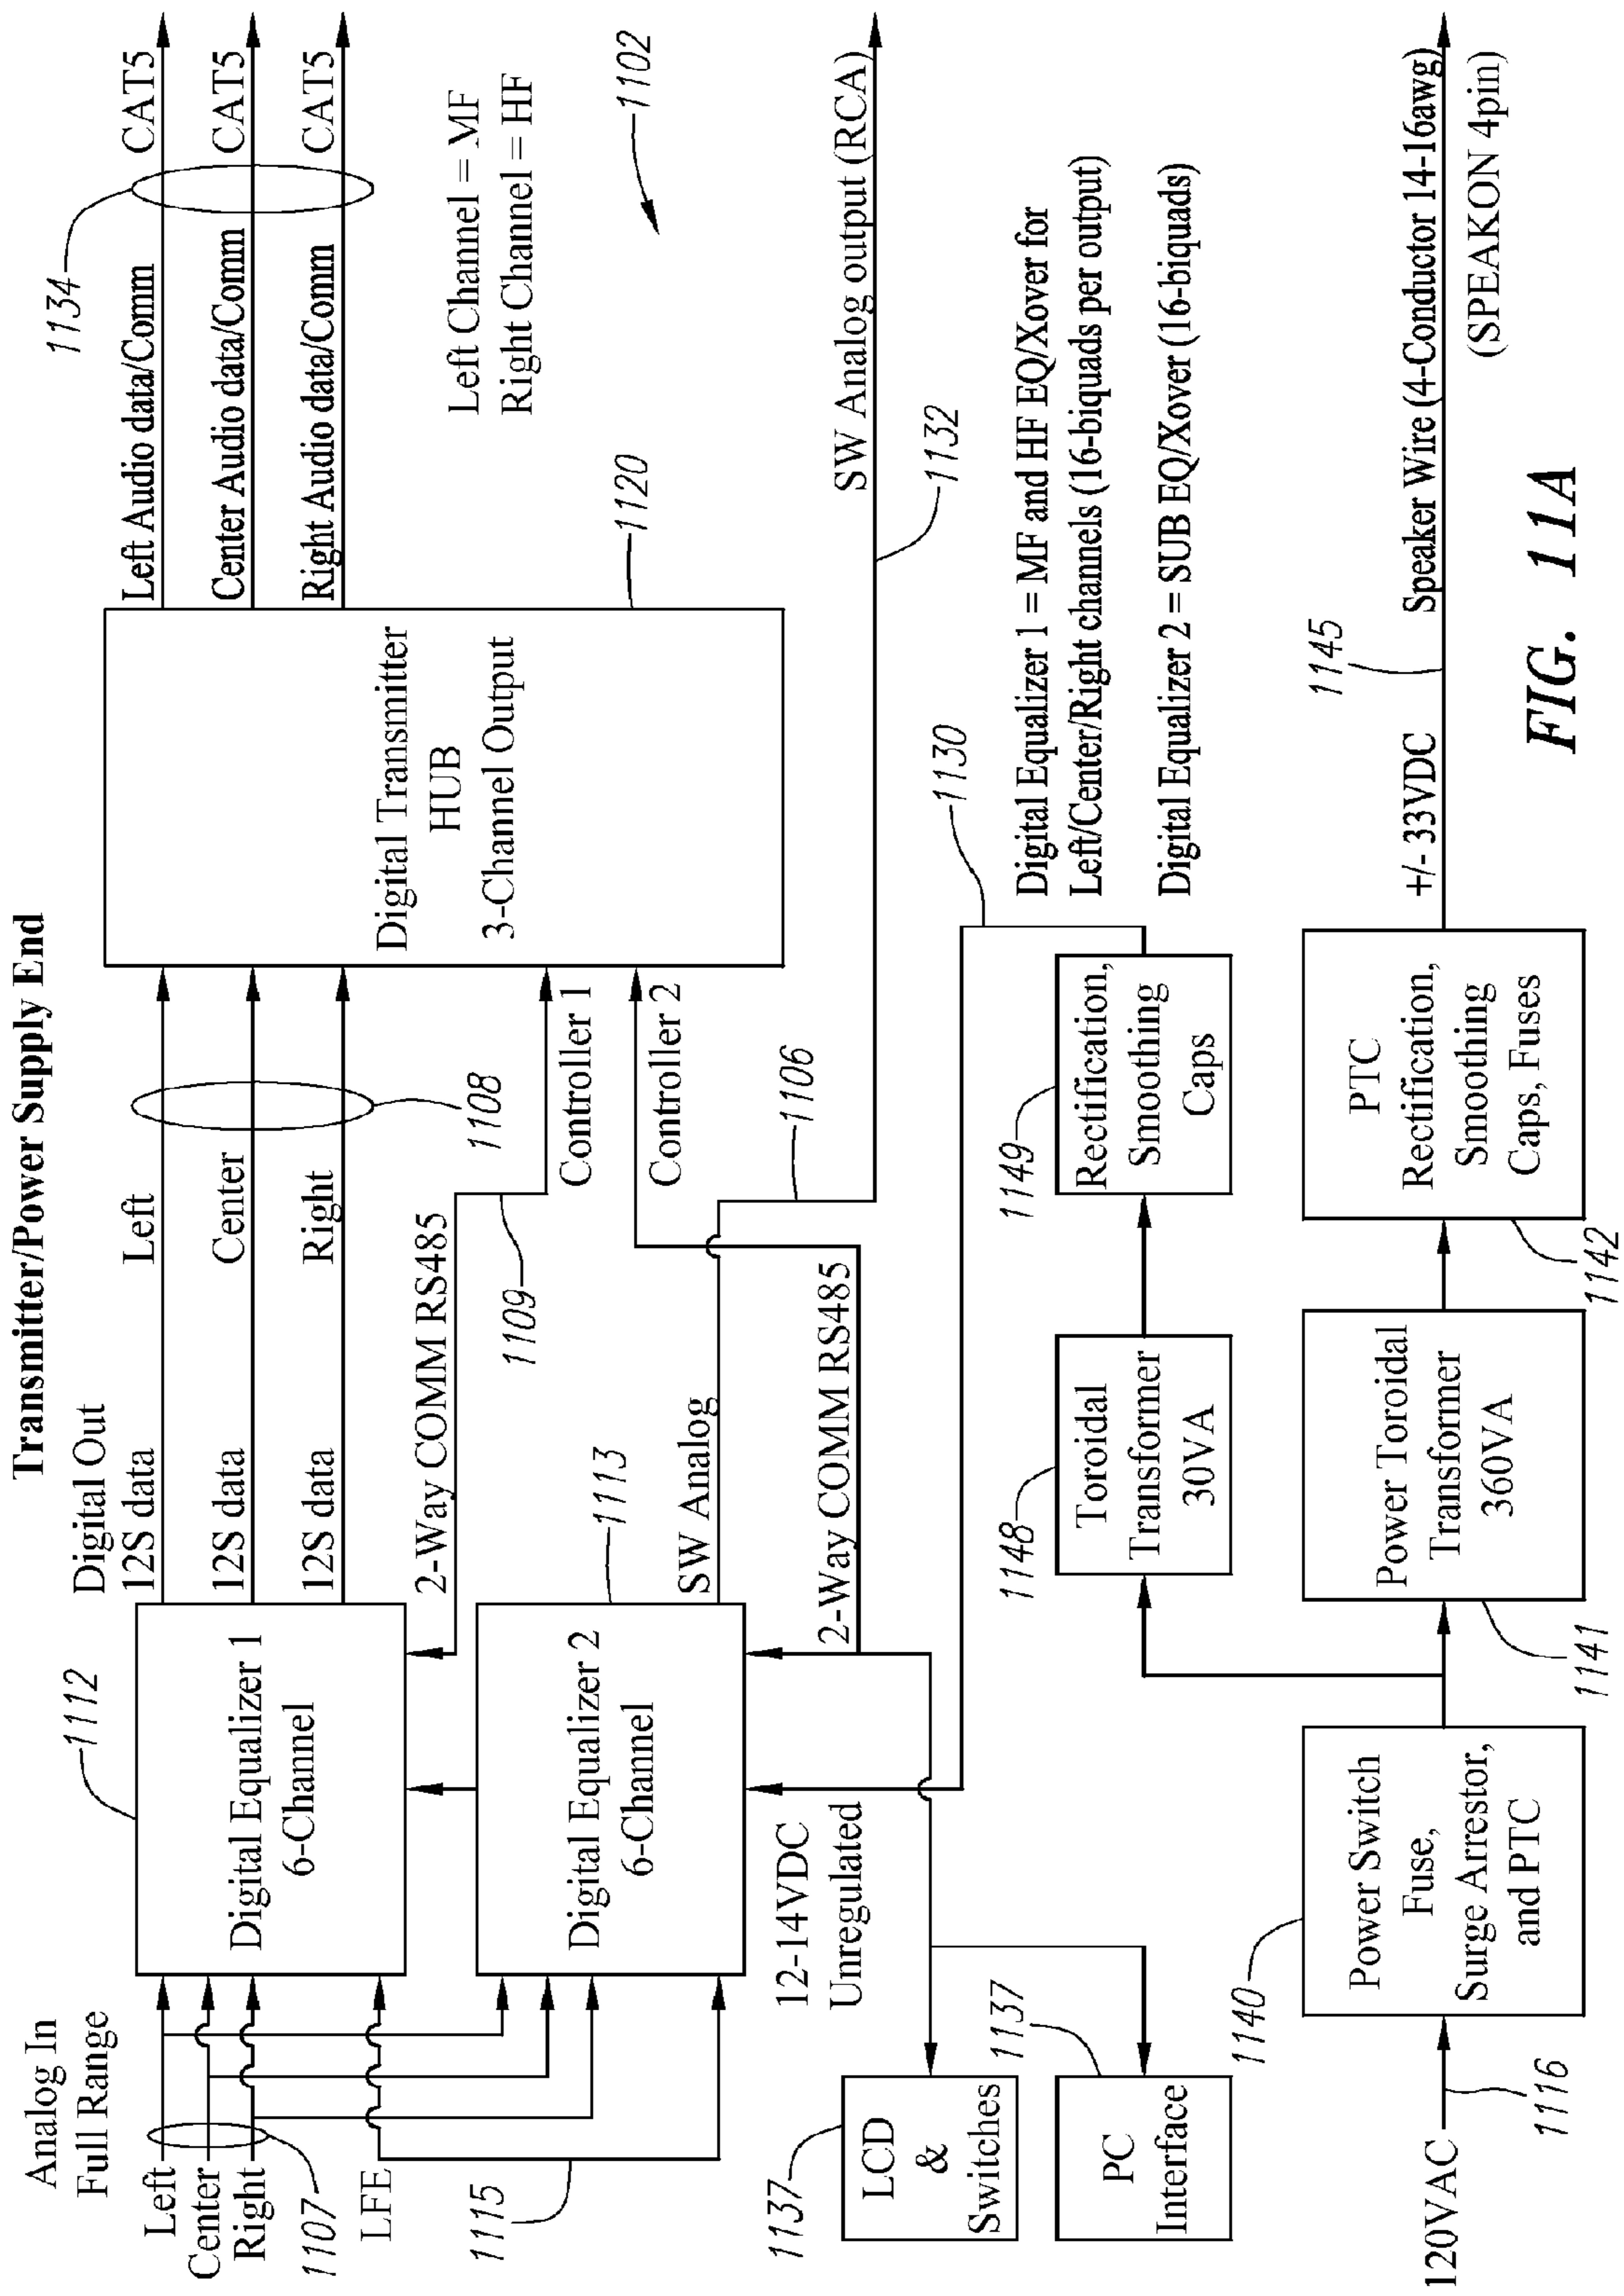 Transmitter/Power Supply End
Analog In
Full Range
Left
Center
Right
1107
LFE
1115
1112
Digital Equalizer 1
6-Channel
Digital Equalizer 2
6-Channel
1113
Digital Out
12S data
12S data
12S data
Left
Center
Right
1108
2-Way COMM RS485
1109
Controller 1
Controller 2
SW Analog
1106
2-Way COMM RS485
Digital Transmitter
HUB
3-Channel Output
1120
Left Audio data/Comm
Center Audio data/Comm
Right Audio data/Comm
1134
CAT5
CAT5
CAT5
Left Channel = MF
Right Channel = HF
1102
SW Analog output (RCA)
1132
12-14VDC
Unregulated
1130
Digital Equalizer 1 = MF and HF EQ/Xover for
Left/Center/Right channels (16-biquads per output)
Digital Equalizer 2 = SUB EQ/Xover (16-biquads)
1137
LCD
&
Switches
1137
PC
Interface
1148
Toroidal
Transformer
30VA
1149
Rectification,
Smoothing
Caps
120VAC
1116
1140
Power Switch
Fuse,
Surge Arrestor,
and PTC
1141
Power Toroidal
Transformer
360VA
1142
PTC
Rectification,
Smoothing
Caps, Fuses
+/- 33VDC
1145
Speaker Wire (4-Conductor 14-16awg)
(SPEAKON 4pin)
FIG. 11A